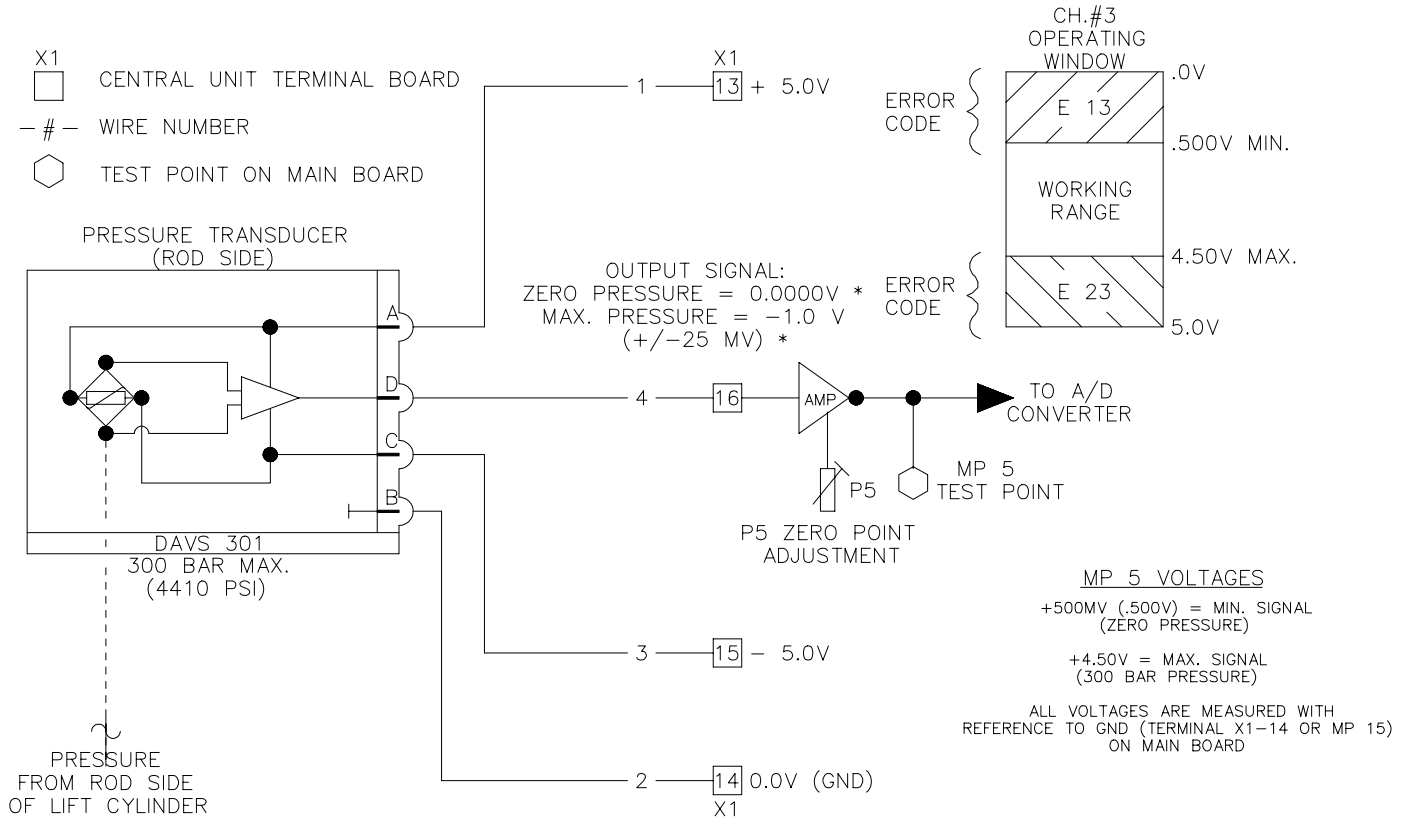 X1
CENTRAL UNIT TERMINAL BOARD
- # - WIRE NUMBER
TEST POINT ON MAIN BOARD
PRESSURE TRANSDUCER
(ROD SIDE)
A
D
C
B
DAVS 301
300 BAR MAX.
(4410 PSI)
PRESSURE
FROM ROD SIDE
OF LIFT CYLINDER
X1
1 13 + 5.0V
OUTPUT SIGNAL:
ZERO PRESSURE = 0.0000V *
MAX. PRESSURE = -1.0 V
(+/-25 MV) *
4 16
AMP
TO A/D
CONVERTER
P5
P5 ZERO POINT
ADJUSTMENT
MP 5
TEST POINT
3 15 - 5.0V
2 14 0.0V (GND)
X1
CH.#3
OPERATING
WINDOW
.0V
ERROR
CODE
E 13
.500V MIN.
WORKING
RANGE
4.50V MAX.
ERROR
CODE
E 23
5.0V
MP 5 VOLTAGES
+500MV (.500V) = MIN. SIGNAL
(ZERO PRESSURE)
+4.50V = MAX. SIGNAL
(300 BAR PRESSURE)
ALL VOLTAGES ARE MEASURED WITH
REFERENCE TO GND (TERMINAL X1-14 OR MP 15)
ON MAIN BOARD